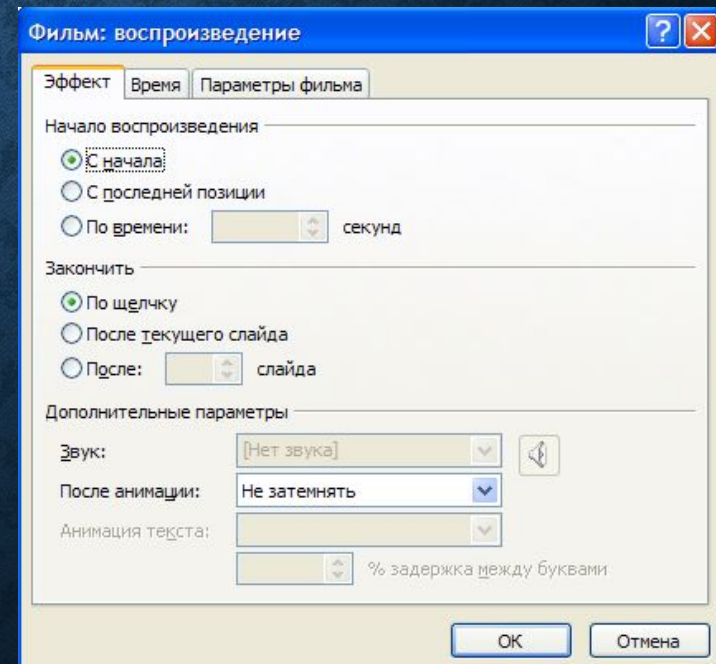 Фильм: воспроизведение
Эффект Время Параметры фильма
Начало воспроизведения
С начала
С последней позиции
По времени: секунд
Закончить
По щелчку
После текущего слайда
После: слайда
Дополнительные параметры
Звук: [Нет звука]
После анимации: Не затемнять
Анимация текста:
% задержка между буквами
ОК Отмена